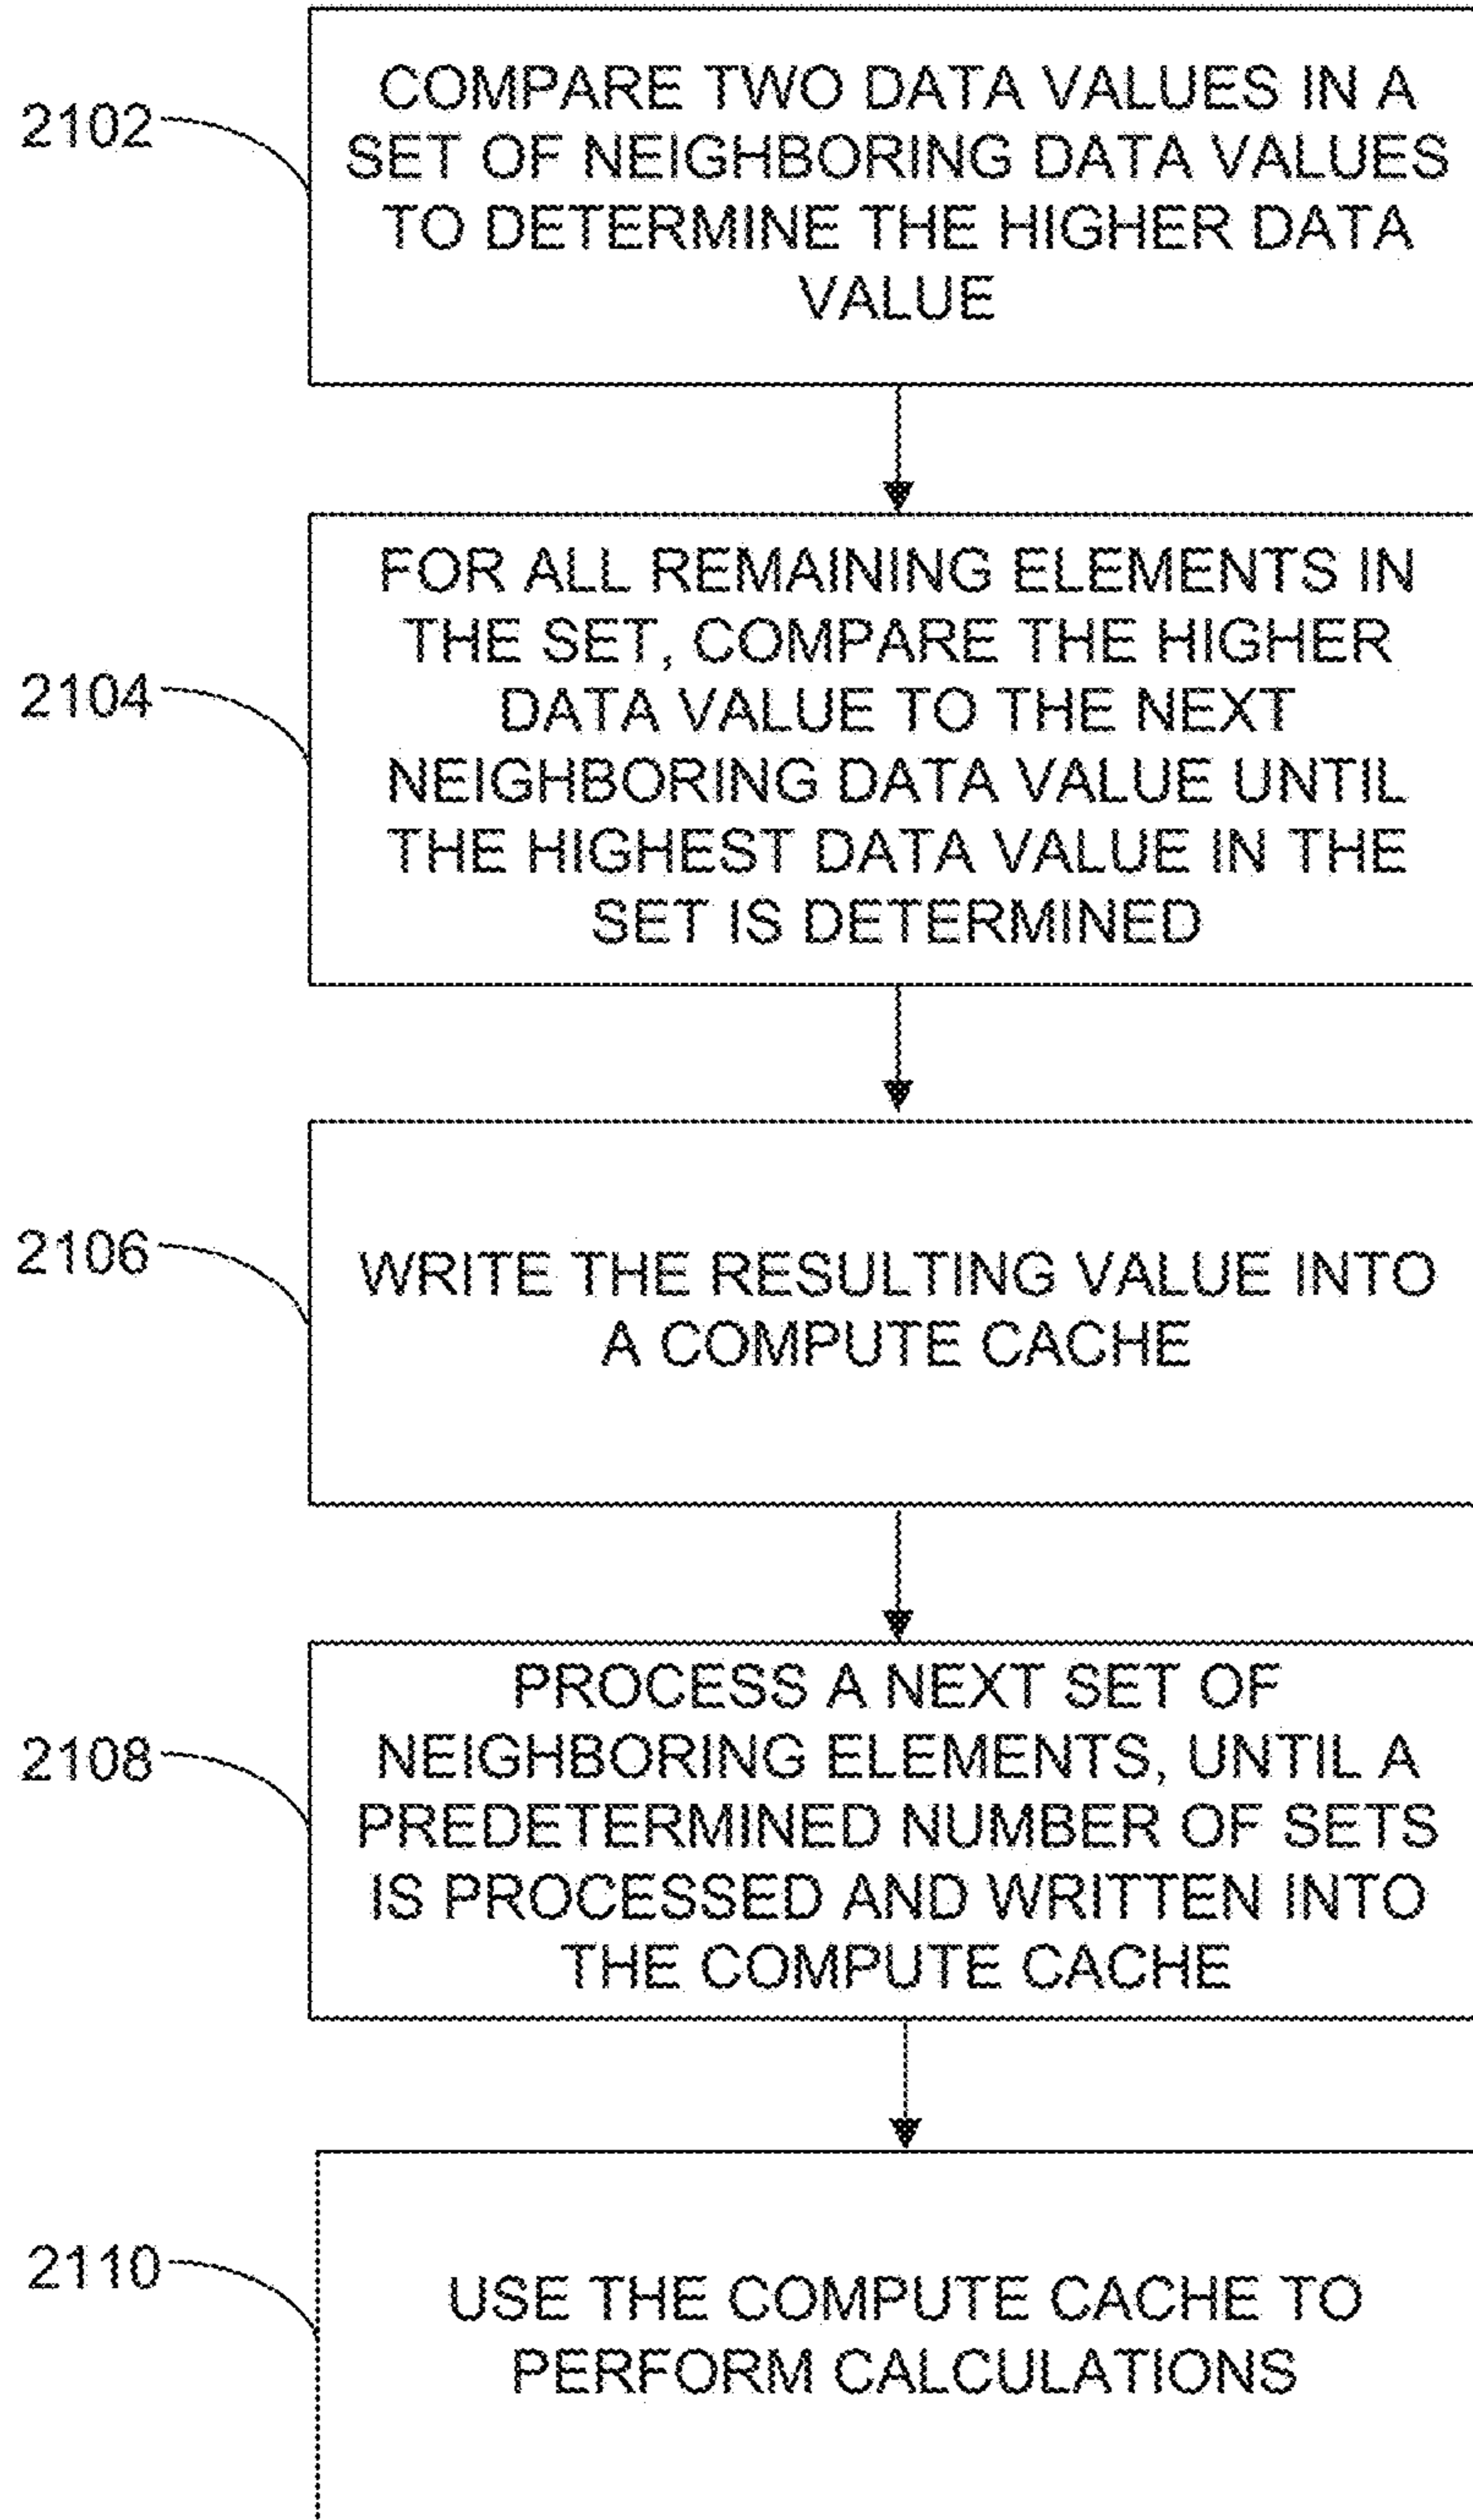 2102
COMPARE TWO DATA VALUES IN A
SET OF NEIGHBORING DATA VALUES
TO DETERMINE THE HIGHER DATA
VALUE
2104
FOR ALL REMAINING ELEMENTS IN
THE SET, COMPARE THE HIGHER
DATA VALUE TO THE NEXT
NEIGHBORING DATA VALUE UNTIL
THE HIGHEST DATA VALUE IN THE
SET IS DETERMINED
2106
WRITE THE RESULTING VALUE INTO
A COMPUTE CACHE
2108
PROCESS A NEXT SET OF
NEIGHBORING ELEMENTS, UNTIL A
PREDETERMINED NUMBER OF SETS
IS PROCESSED AND WRITTEN INTO
THE COMPUTE CACHE
2110
USE THE COMPUTE CACHE TO
PERFORM CALCULATIONS